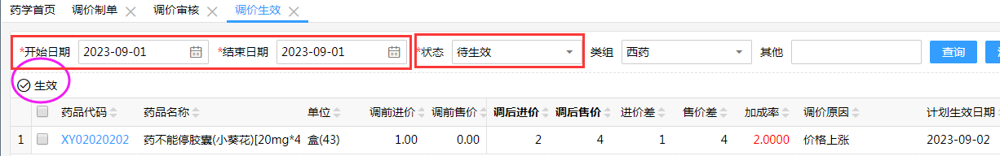 药学首页 调价制单 调价审核 调价生效
*开始日期 2023-09-01 *结束日期 2023-09-01 *状态 待生效 类组 西药 其他 查询
生效
药品代码 药品名称 单位 调前进价 调前售价 调后进价 调后售价 进价差 售价差 加成率 调价原因 计划生效日期
1 XY02020202 药不能停胶囊(小葵花)[20mg*4 盒(43) 1.00 0.00 2 4 1 4 2.0000 价格上涨 2023-09-02